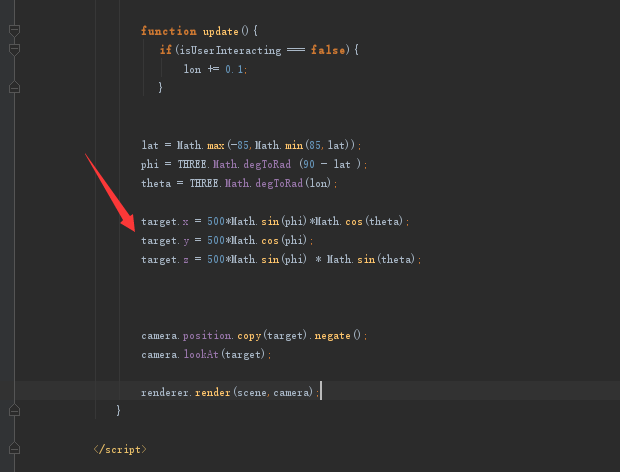 function update(){
if(isUserInteracting === false){
lon += 0.1;
}
lat = Math.max(-85,Math.min(85,lat));
phi = THREE.Math.degToRad (90 - lat );
theta = THREE.Math.degToRad(lon);
target.x = 500*Math.sin(phi)*Math.cos(theta);
target.y = 500*Math.cos(phi);
target.z = 500*Math.sin(phi) * Math.sin(theta);
camera.position.copy(target).negate();
camera.lookAt(target);
renderer.render(scene,camera);
}
</script>